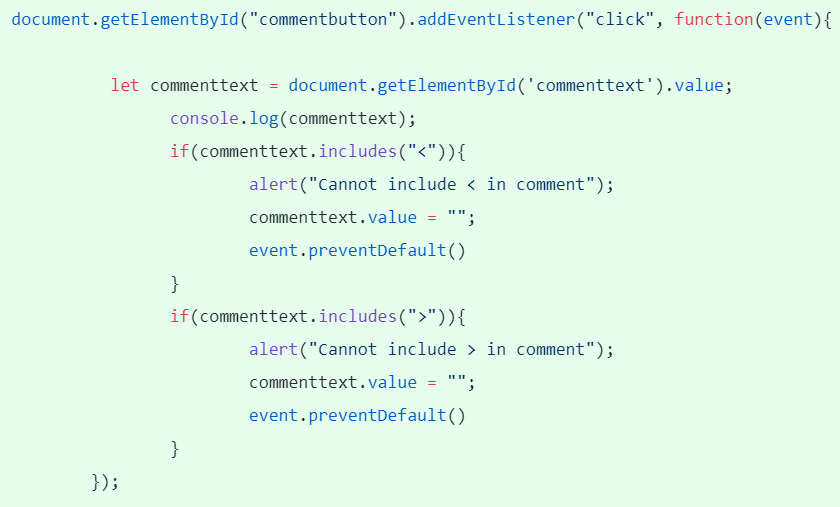 document.getElementById("commentbutton").addEventListener("click", function(event){
let commenttext = document.getElementById('commenttext').value;
console.log(commenttext);
if(commenttext.includes("<")){
alert("Cannot include < in comment");
commenttext.value = "";
event.preventDefault()
}
if(commenttext.includes(">")){
alert("Cannot include > in comment");
commenttext.value = "";
event.preventDefault()
}
});